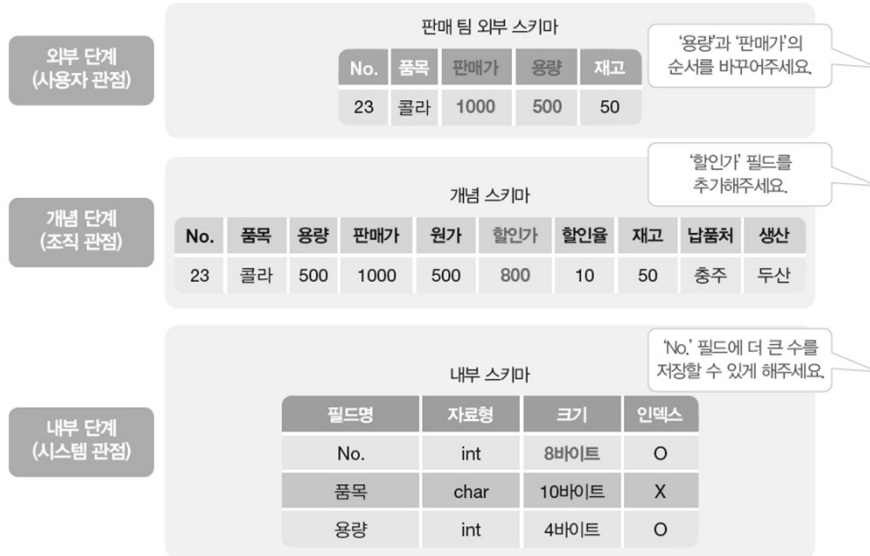 판매 팀 외부 스키마
외부 단계
(사용자 관점)
'용량'과 '판매가'의
순서를 바꾸어주세요.
No. 품목 판매가 용량 재고
23 콜라 1000 500 50
'할인가' 필드를
추가해주세요.
개념 스키마
개념 단계
(조직 관점)
No. 품목 용량 판매가 원가 할인가 할인율 재고 납품처 생산
23 콜라 500 1000 500 800 10 50 충주 두산
'No.' 필드에 더 큰 수를
저장할 수 있게 해주세요.
내부 스키마
내부 단계
(시스템 관점)
필드명 자료형 크기 인덱스
No. int 8바이트 O
품목 char 10바이트 X
용량 int 4바이트 O